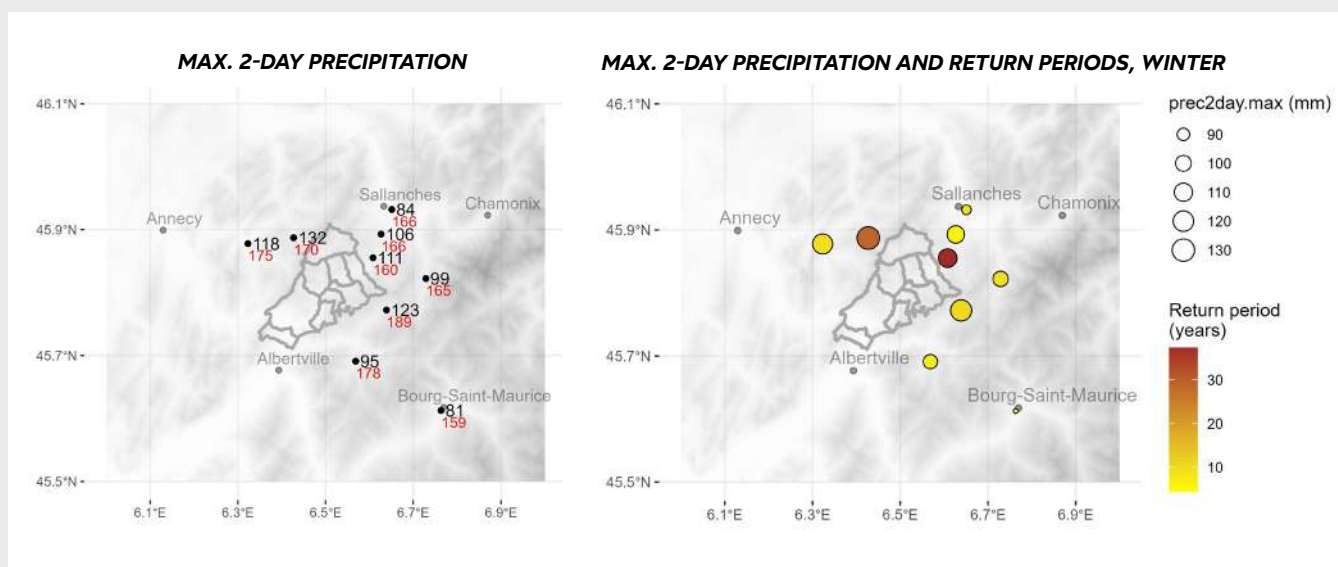 MAX. 2-DAY PRECIPITATION
46.1°N
45.9°N
45.7°N
45.5°N
6.1°E 6.3°E 6.5°E 6.7°E 6.9°E
Annecy
Sallanches
Chamonix
Albertville
Bourg-Saint-Maurice
84
166
118
175
132
170
106
166
111
160
99
165
123
189
95
178
81
159
MAX. 2-DAY PRECIPITATION AND RETURN PERIODS, WINTER
46.1°N
45.9°N
45.7°N
45.5°N
6.1°E 6.3°E 6.5°E 6.7°E 6.9°E
Annecy
Sallanches
Chamonix
Albertville
Bourg-Saint-Maurice
prec2day.max (mm)
90
100
110
120
130
Return period
(years)
30
20
10